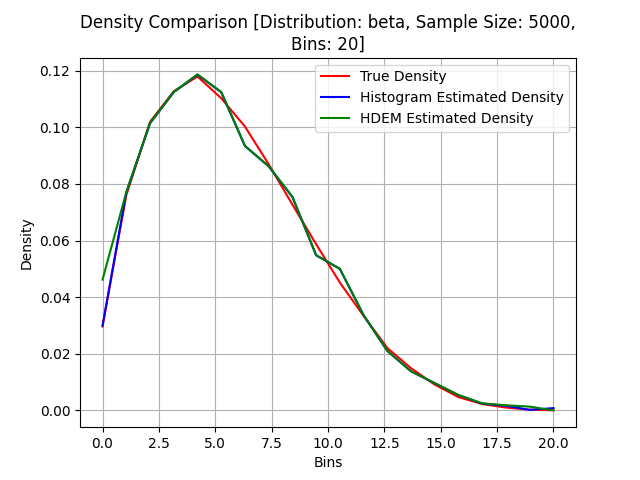 Density Comparison [Distribution: beta, Sample Size: 5000,
Bins: 20]
True Density
Histogram Estimated Density
HDEM Estimated Density
Density
0.12
0.10
0.08
0.06
0.04
0.02
0.00
0.0 2.5 5.0 7.5 10.0 12.5 15.0 17.5 20.0
Bins